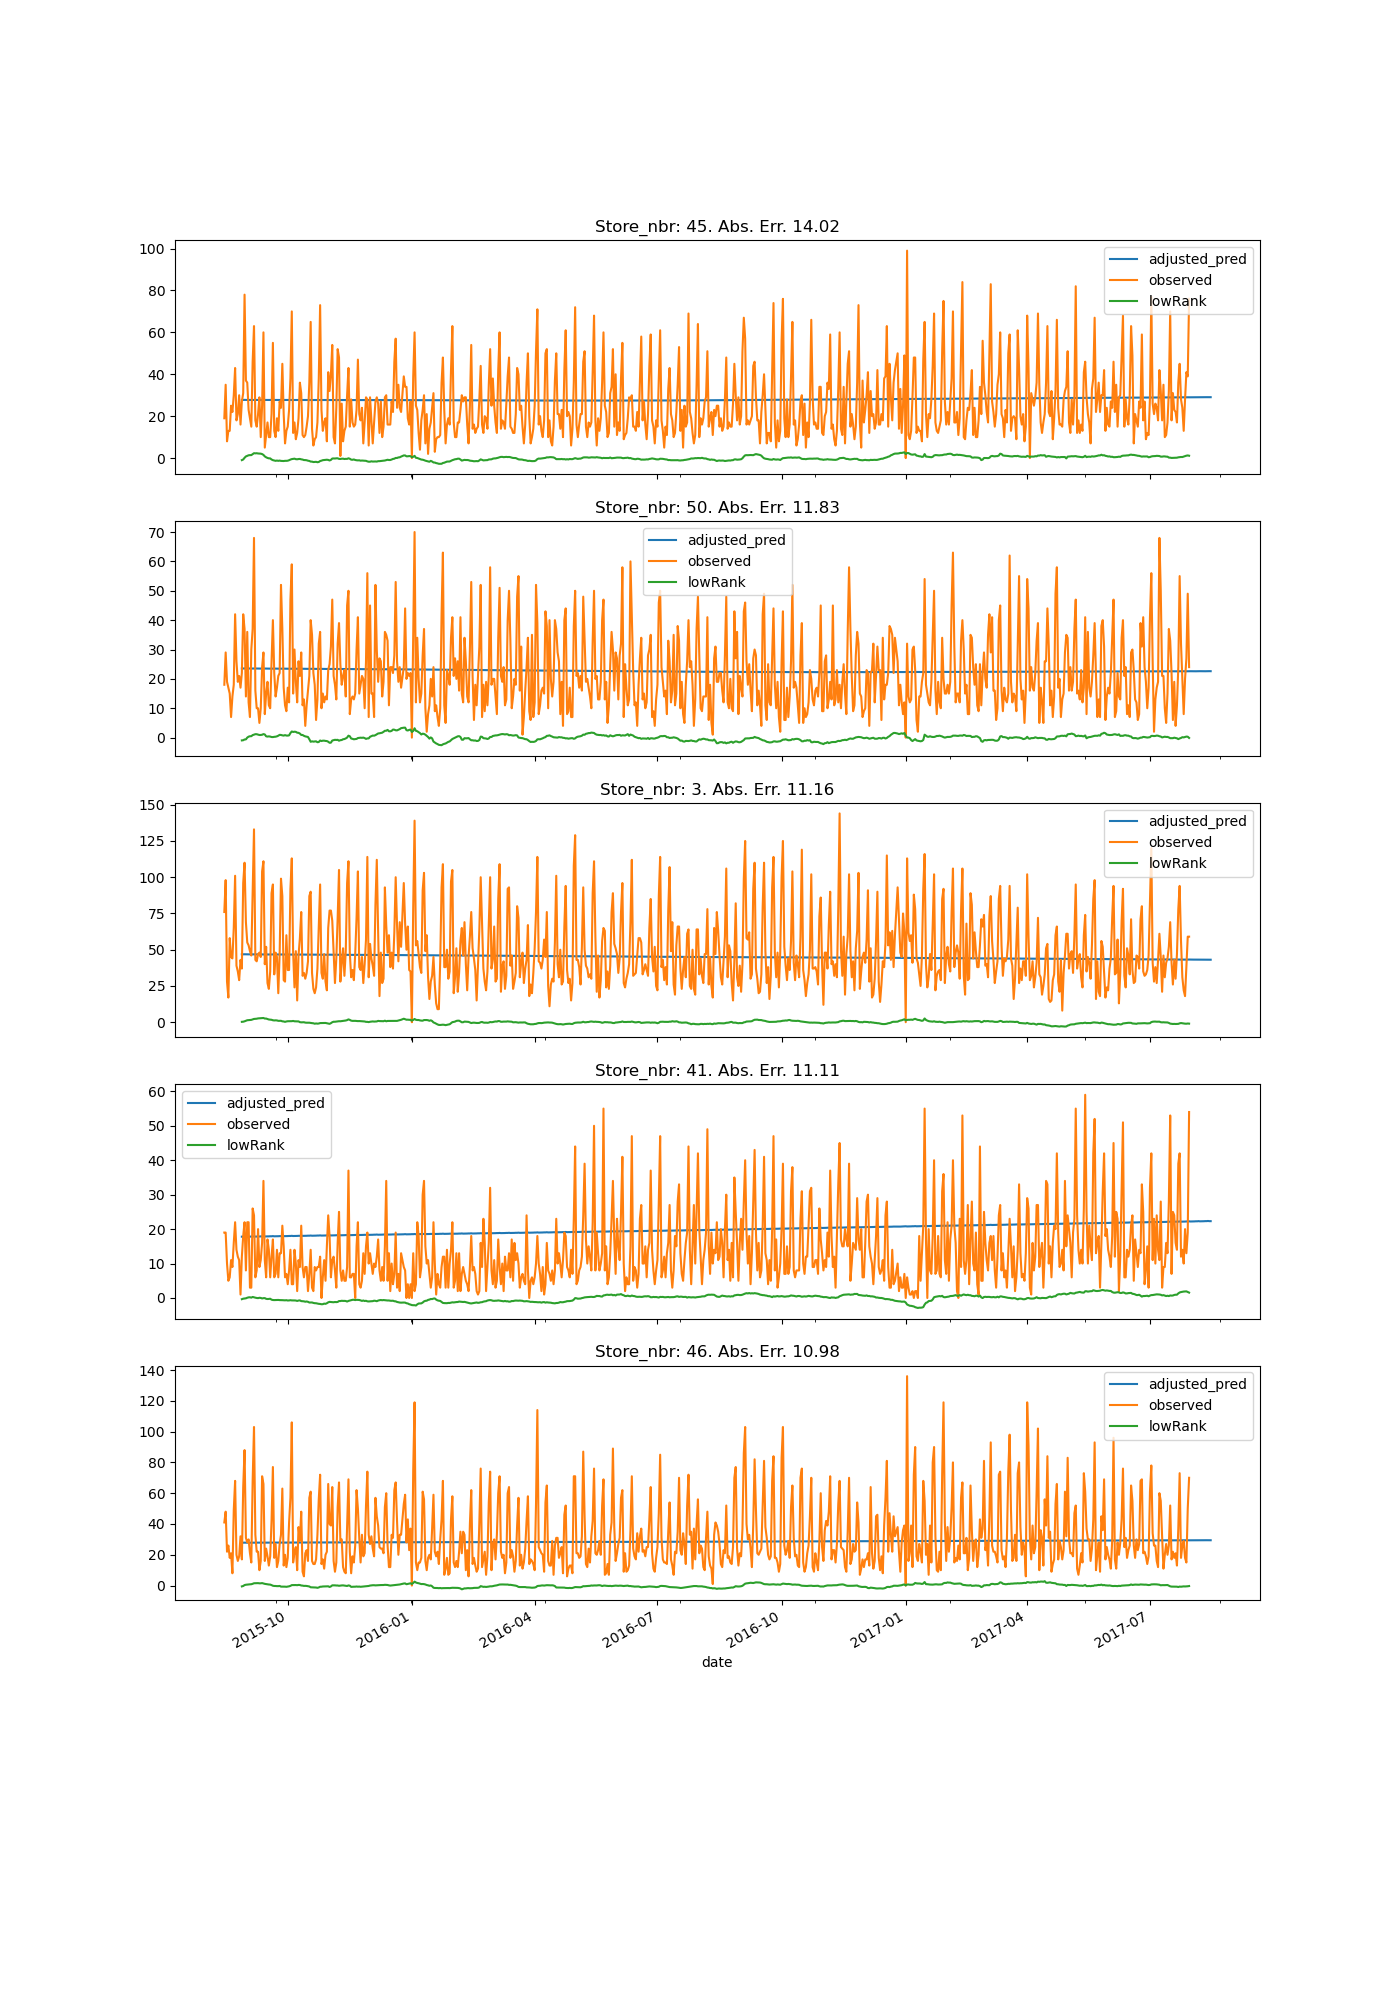 Store_nbr: 45. Abs. Err. 14.02
100
80
60
40
20
0
adjusted_pred
observed
lowRank
Store_nbr: 50. Abs. Err. 11.83
70
60
50
40
30
20
10
0
adjusted_pred
observed
lowRank
Store_nbr: 3. Abs. Err. 11.16
150
125
100
75
50
25
0
adjusted_pred
observed
lowRank
Store_nbr: 41. Abs. Err. 11.11
60
50
40
30
20
10
0
adjusted_pred
observed
lowRank
Store_nbr: 46. Abs. Err. 10.98
140
120
100
80
60
40
20
0
adjusted_pred
observed
lowRank
2015-10
2016-01
2016-04
2016-07
2016-10
2017-01
2017-04
2017-07
date